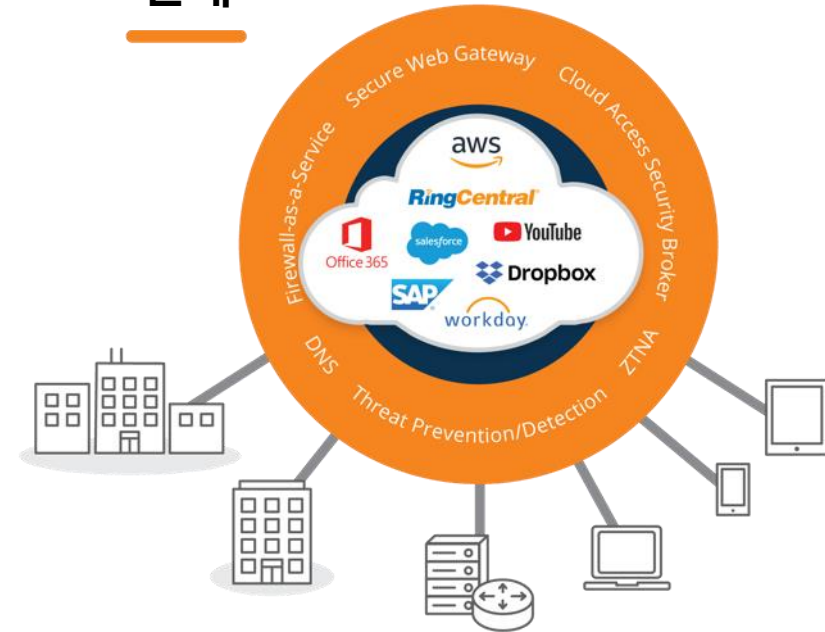 Secure Web Gateway
Cloud Access Security Broker
Firewall-as-a-Service
aws
RingCentral
Office 365
salesforce
YouTube
Dropbox
SAP
workday.
DNS
Threat Prevention/Detection
ZTNA